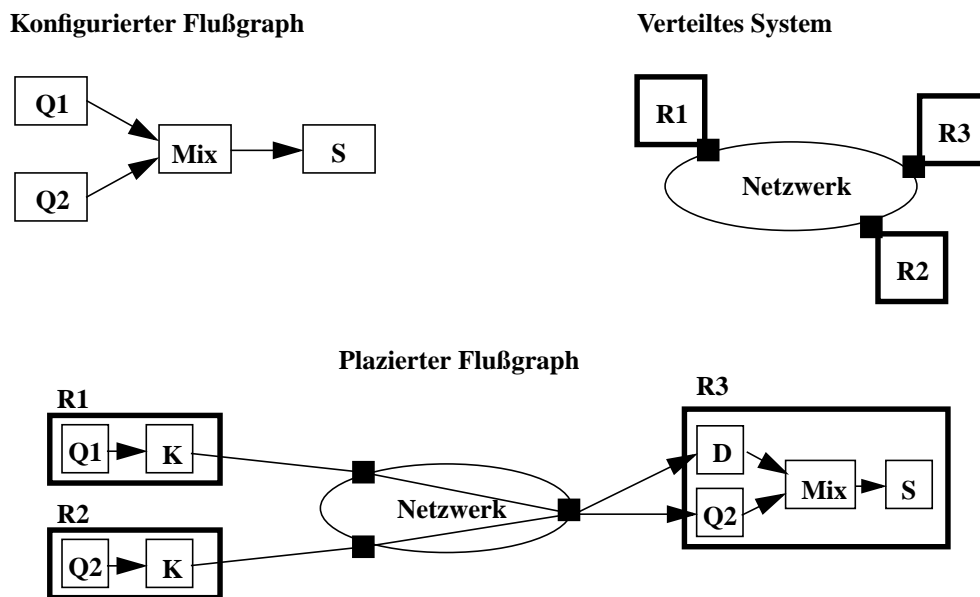 Konfigurierter Flußgraph
Verteiltes System
Q1
Mix
S
Q2
R1
R3
Netzwerk
R2
Plazierter Flußgraph
R1
Q1
K
R2
Q2
K
Netzwerk
R3
D
Q2
Mix
S